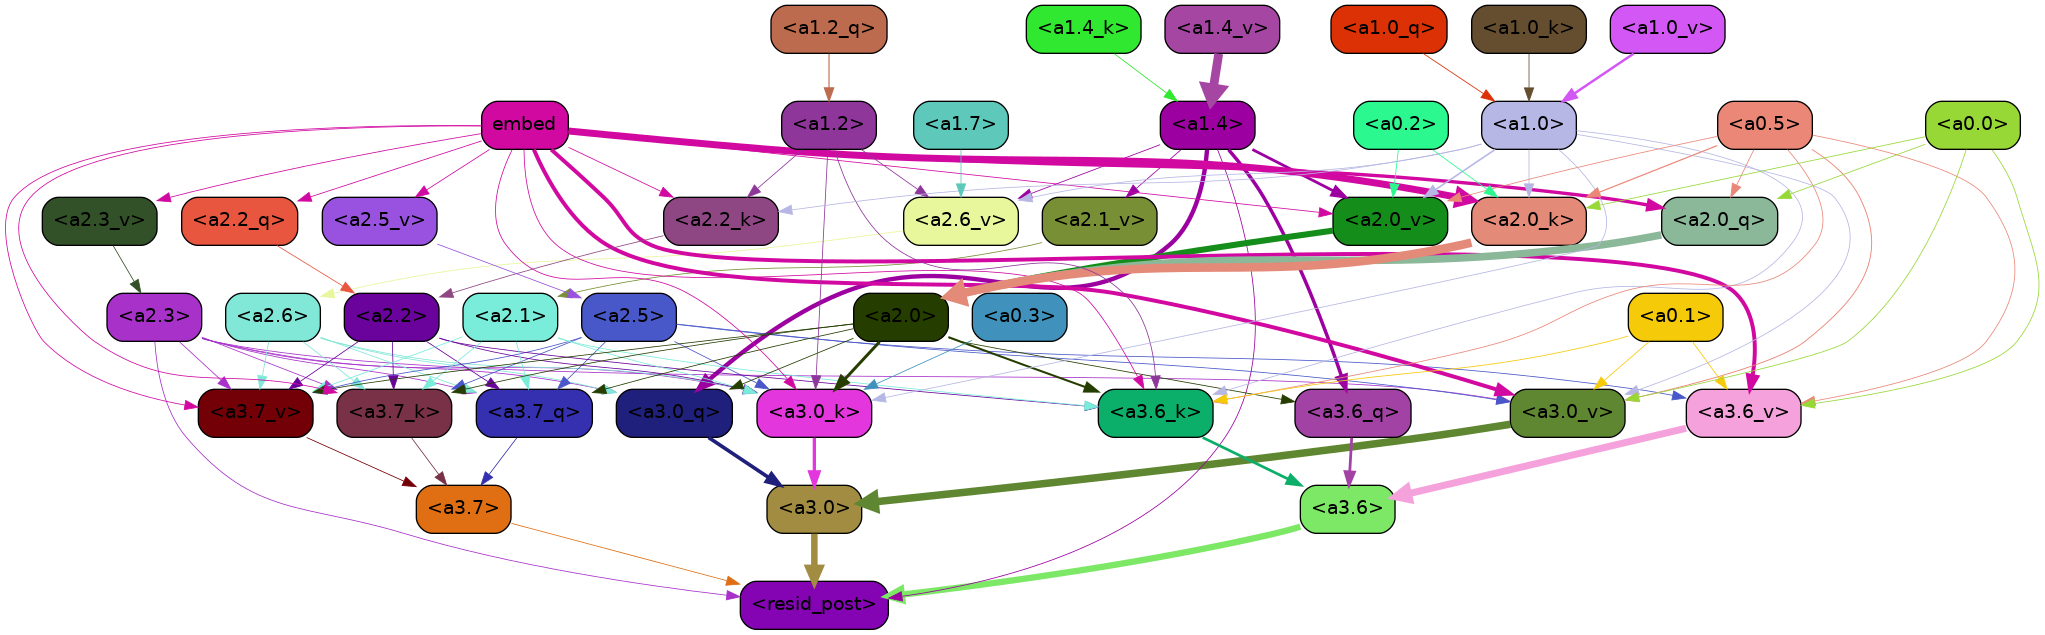 <a1.2_q>
<a1.4_k>
<a1.4_v>
<a1.0_q>
<a1.0_k>
<a1.0_v>
embed
<a1.2>
<a1.7>
<a1.4>
<a0.2>
<a1.0>
<a0.5>
<a0.0>
<a2.3_v>
<a2.2_q>
<a2.5_v>
<a2.2_k>
<a2.6_v>
<a2.1_v>
<a2.0_v>
<a2.0_k>
<a2.0_q>
<a2.3>
<a2.6>
<a2.2>
<a2.1>
<a2.5>
<a2.0>
<a0.3>
<a0.1>
<a3.7_v>
<a3.7_k>
<a3.7_q>
<a3.0_q>
<a3.0_k>
<a3.6_k>
<a3.6_q>
<a3.0_v>
<a3.6_v>
<a3.7>
<a3.0>
<a3.6>
<resid_post>